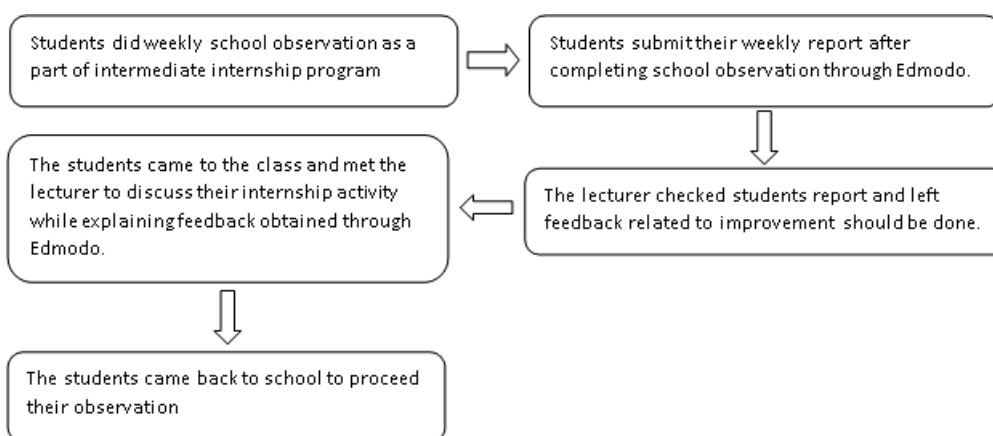 Students did weekly school observation as a
part of intermediate internship program
Students submit their weekly report after
completing school observation through Edmodo.
The lecturer checked students report and left
feedback related to improvement should be done.
The students came to the class and met the
lecturer to discuss their internship activity
while explaining feedback obtained through
Edmodo.
The students came back to school to proceed
their observation